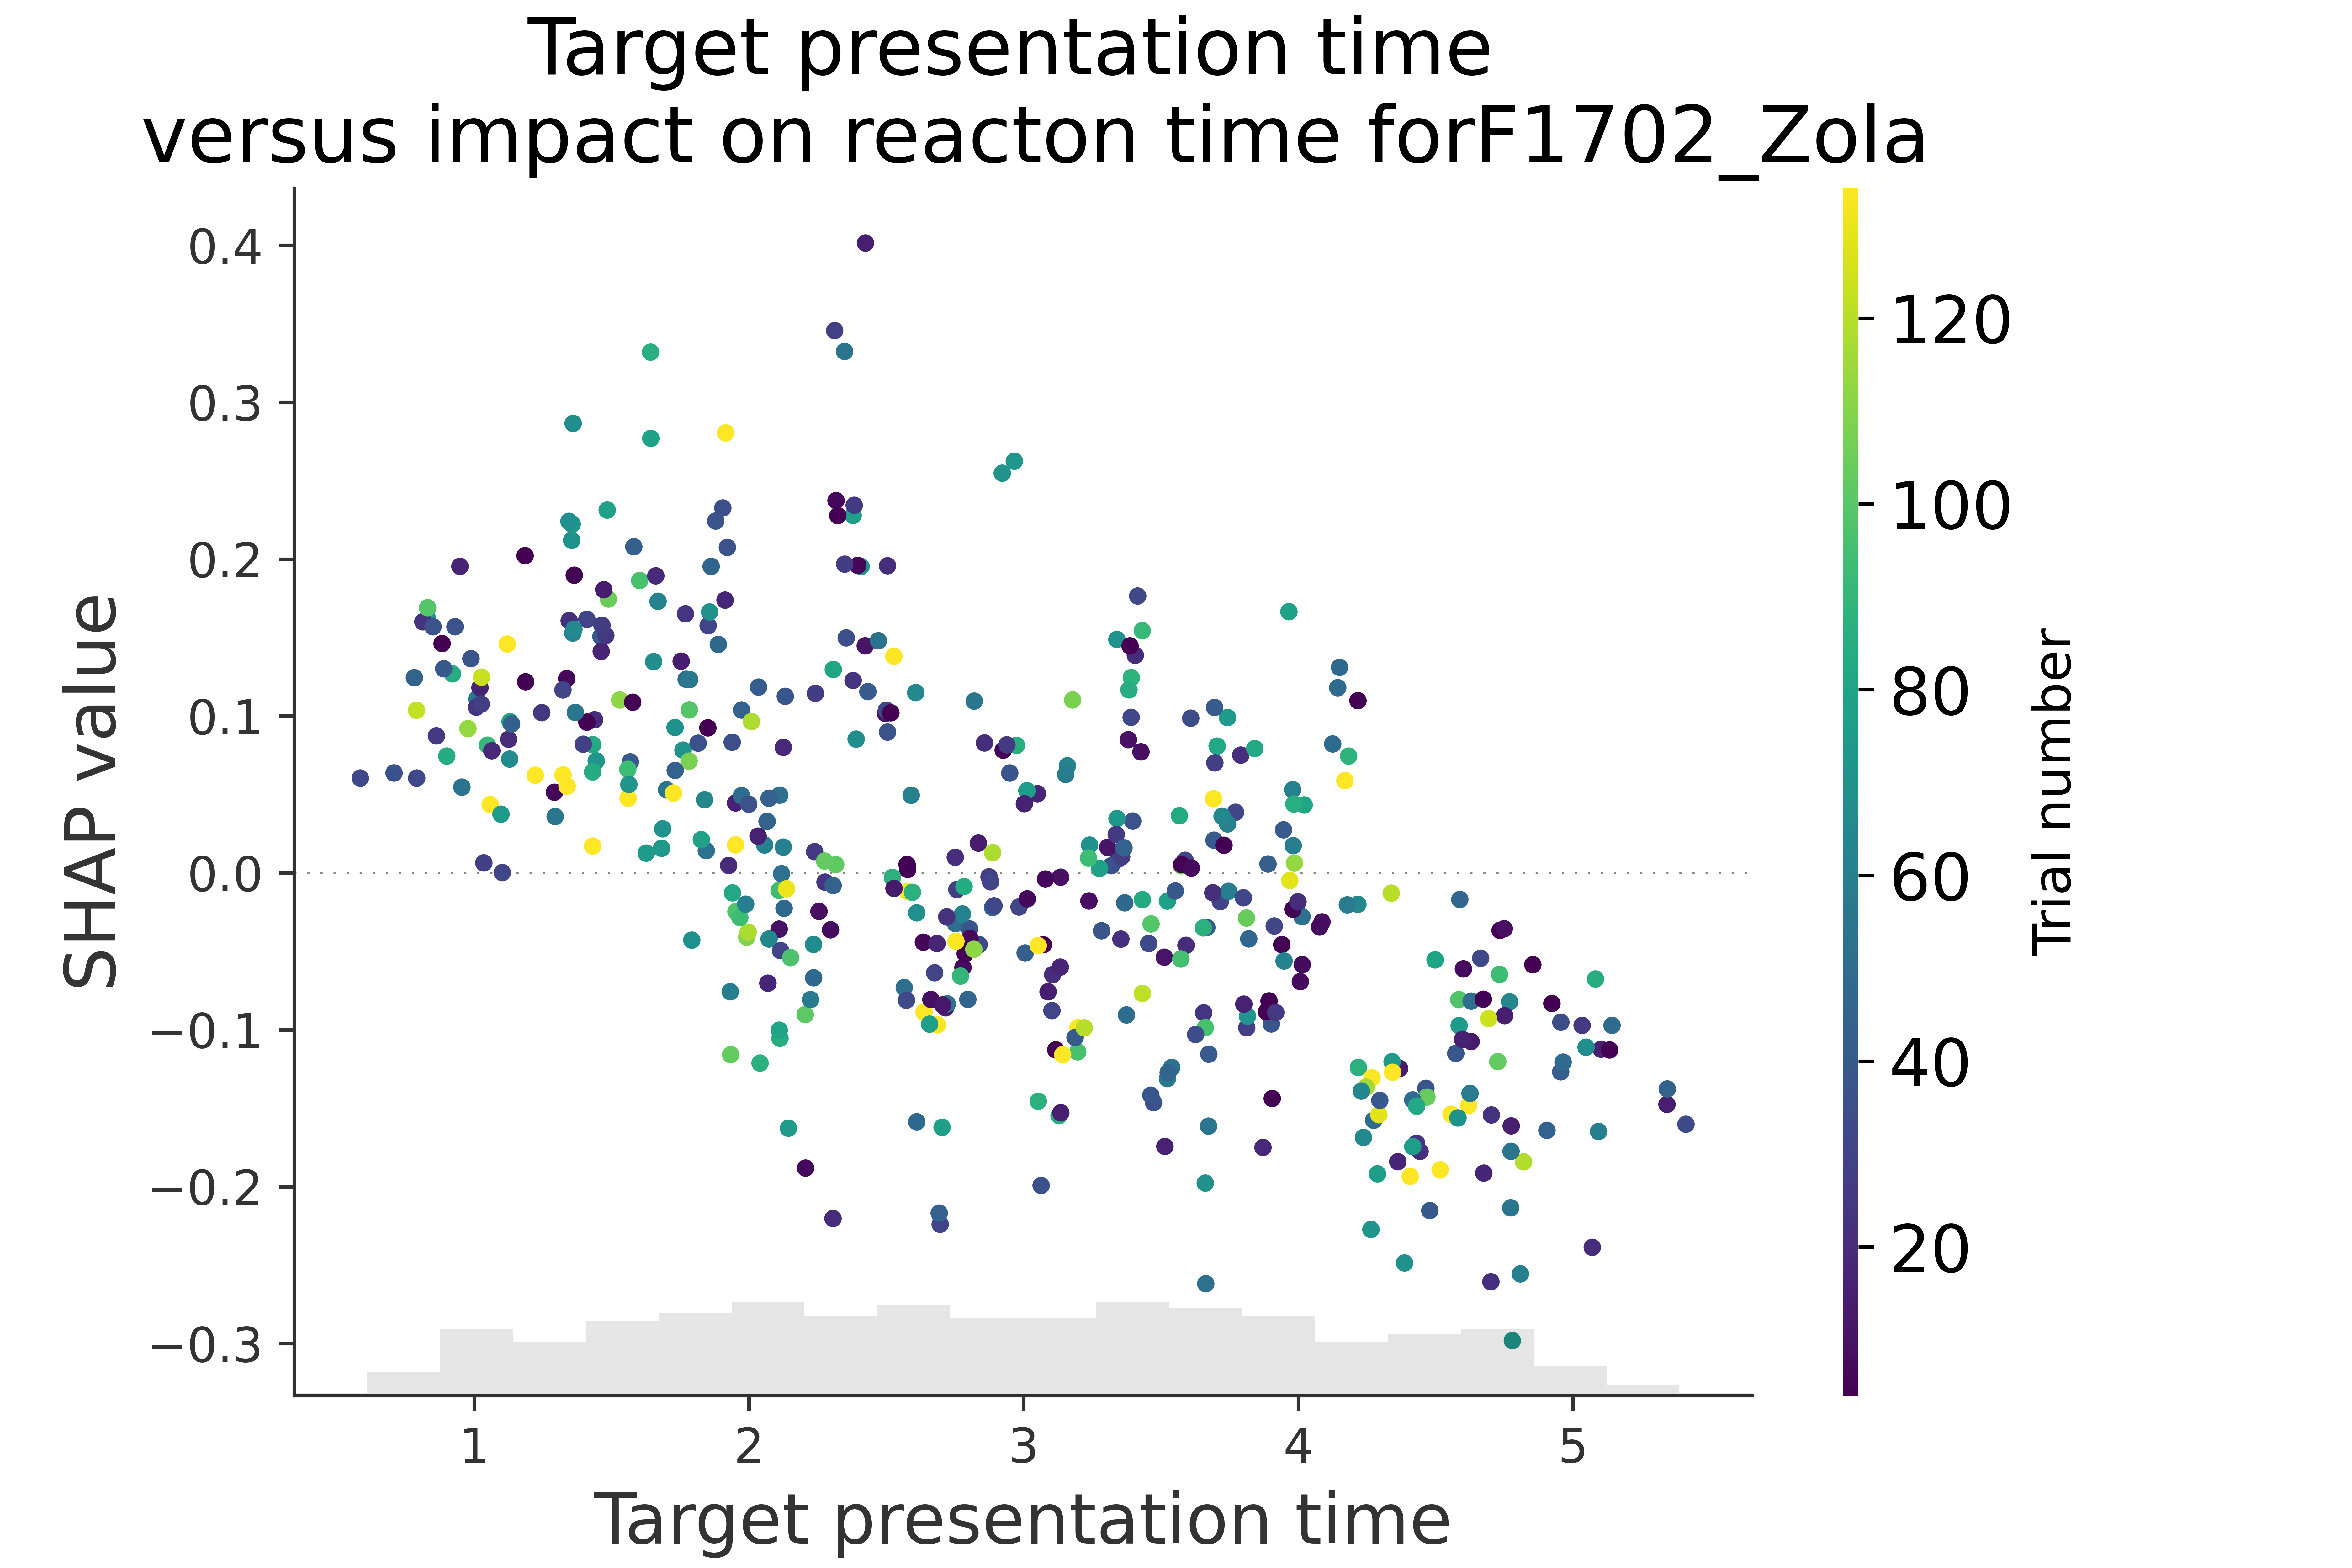 Target presentation time
versus impact on reacton time forF1702_Zola
SHAP value
0.4
0.3
0.2
0.1
0.0
−0.1
−0.2
−0.3
1 2 3 4 5
Target presentation time
120
100
80
60
40
20
Trial number